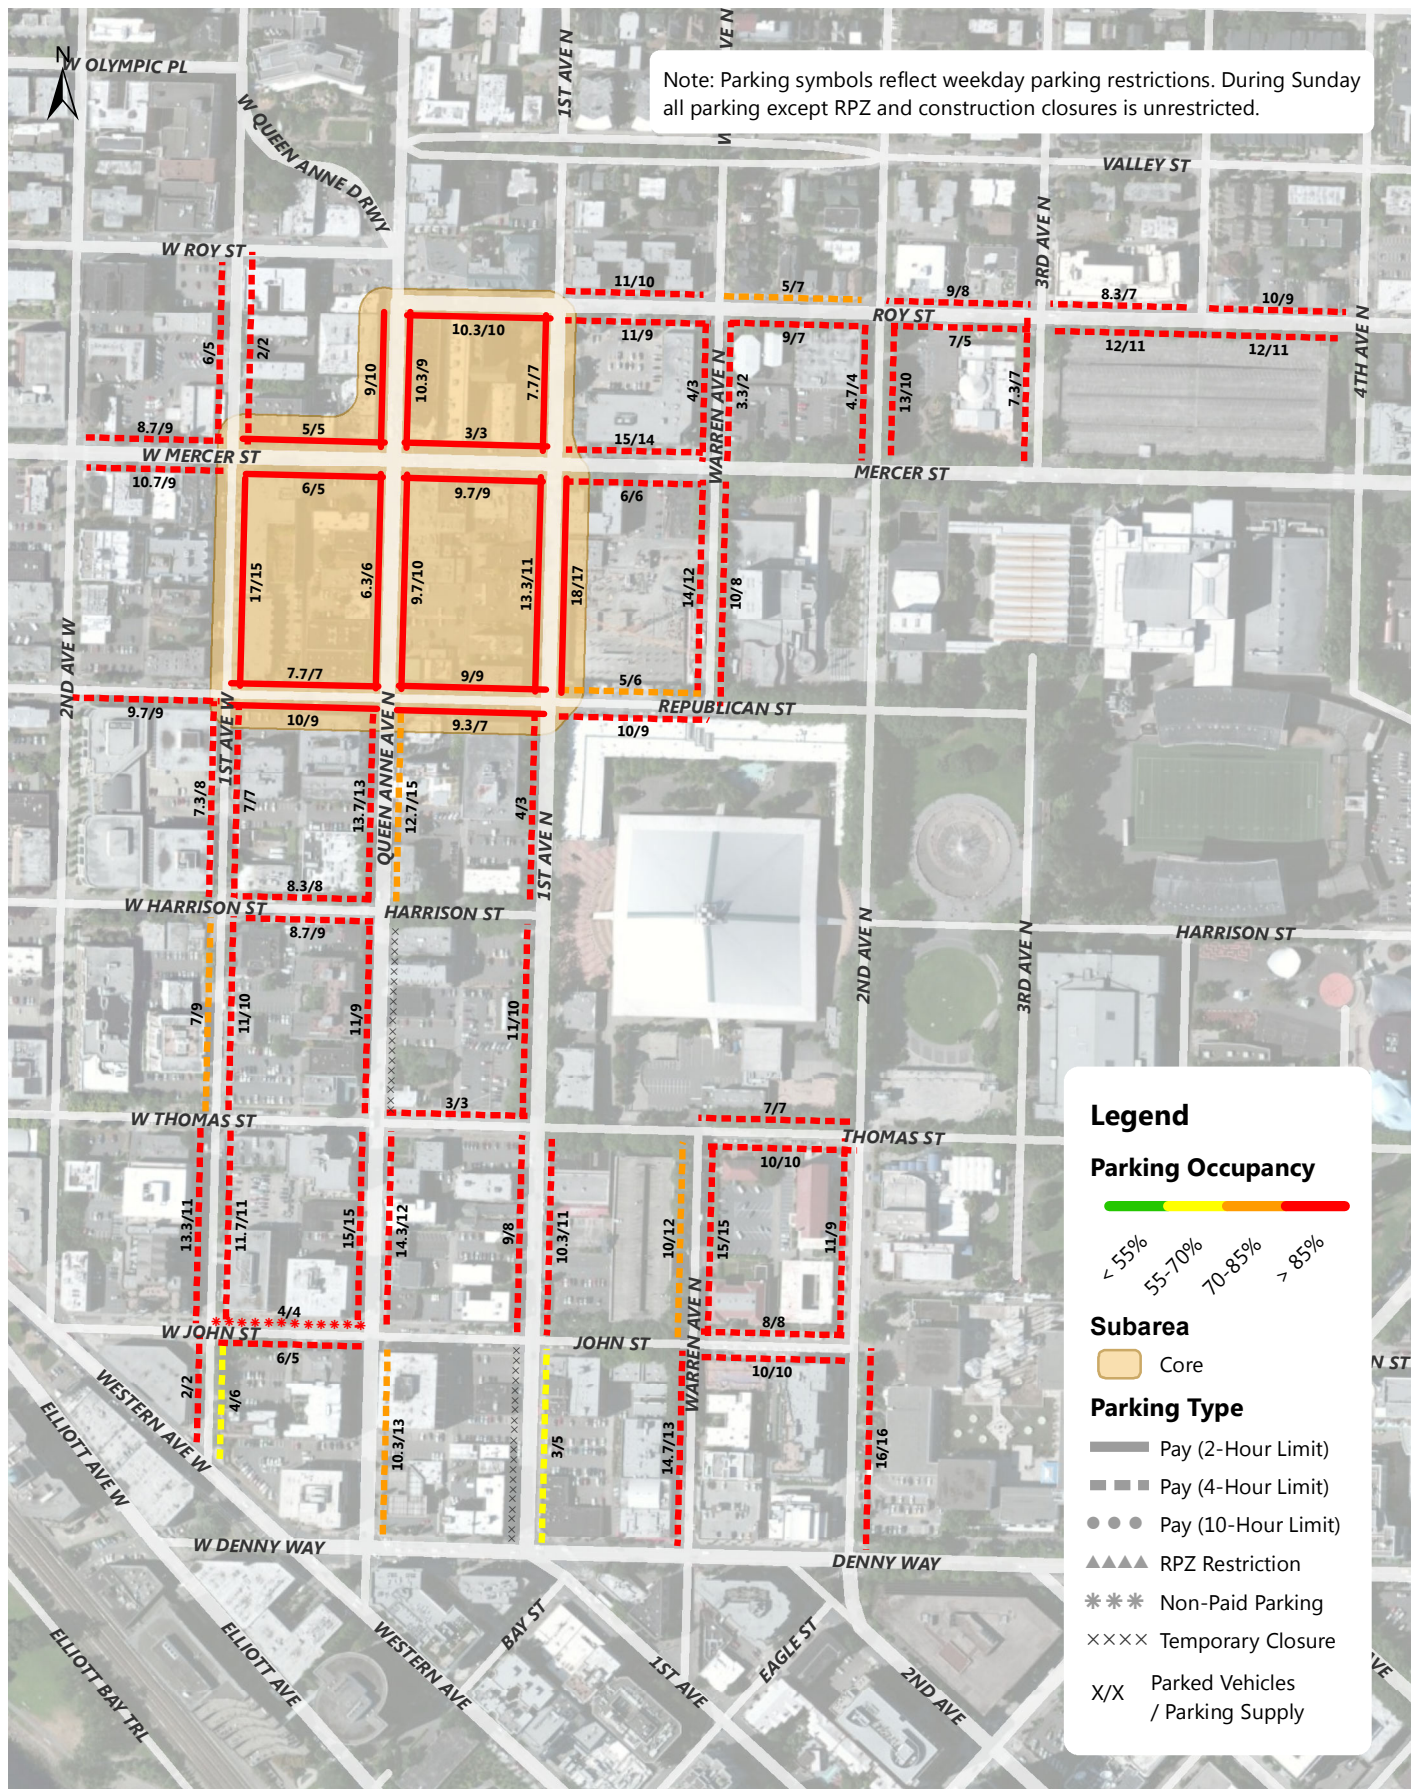 N
W OLYMPIC PL
1ST AVE N
VE N
W
Note: Parking symbols reflect weekday parking restrictions. During Sunday
all parking except RPZ and construction closures is unrestricted.
W QUEEN ANNE DRWY
VALLEY ST
3RD AVE N
W ROY ST
11/10
5/7
9/8
8.3/7
10/9
ROY ST
6/5
2/2
9/10
10.3/10
10.3/9
7.7/7
11/9
9/7
7/5
12/11
12/11
4TH AVE N
4/3
WARREN AVE N
3.3/2
4.7/4
13/10
7.3/7
8.7/9
5/5
3/3
15/14
W MERCER ST
MERCER ST
10.7/9
6/5
9.7/9
6/6
17/15
6.3/6
9.7/10
13.3/11
18/17
14/12
10/8
2ND AVE W
7.7/7
9/9
5/6
9.7/9
10/9
9.3/7
10/9
REPUBLICAN ST
1ST AVE W
QUEEN ANNE AVE N
7.3/8
7/7
13.7/13
12.7/15
4/3
1ST AVE N
8.3/8
W HARRISON ST
HARRISON ST
8.7/9
HARRISON ST
2ND AVE N
3RD AVE N
7/9
11/10
11/9
11/10
3/3
7/7
W THOMAS ST
THOMAS ST
10/10
13.3/11
11.7/11
15/15
14.3/12
9/8
10.3/11
10/12
15/15
11/9
4/4
8/8
W JOHN ST
JOHN ST
WARREN AVE N
6/5
10/10
N ST
2/2
4/6
10.3/13
3/5
14.7/13
16/16
WESTERN AVE W
ELLIOTT AVE W
W DENNY WAY
DENNY WAY
ELLIOTT BAY TRL
ELLIOTT AVE
WESTERN AVE
BAY ST
1ST AVE
EAGLE ST
2ND AVE
VE
Legend
Parking Occupancy
< 55%
55-70%
70-85%
> 85%
Subarea
Core
Parking Type
Pay (2-Hour Limit)
Pay (4-Hour Limit)
Pay (10-Hour Limit)
RPZ Restriction
Non-Paid Parking
Temporary Closure
X/X Parked Vehicles
/ Parking Supply